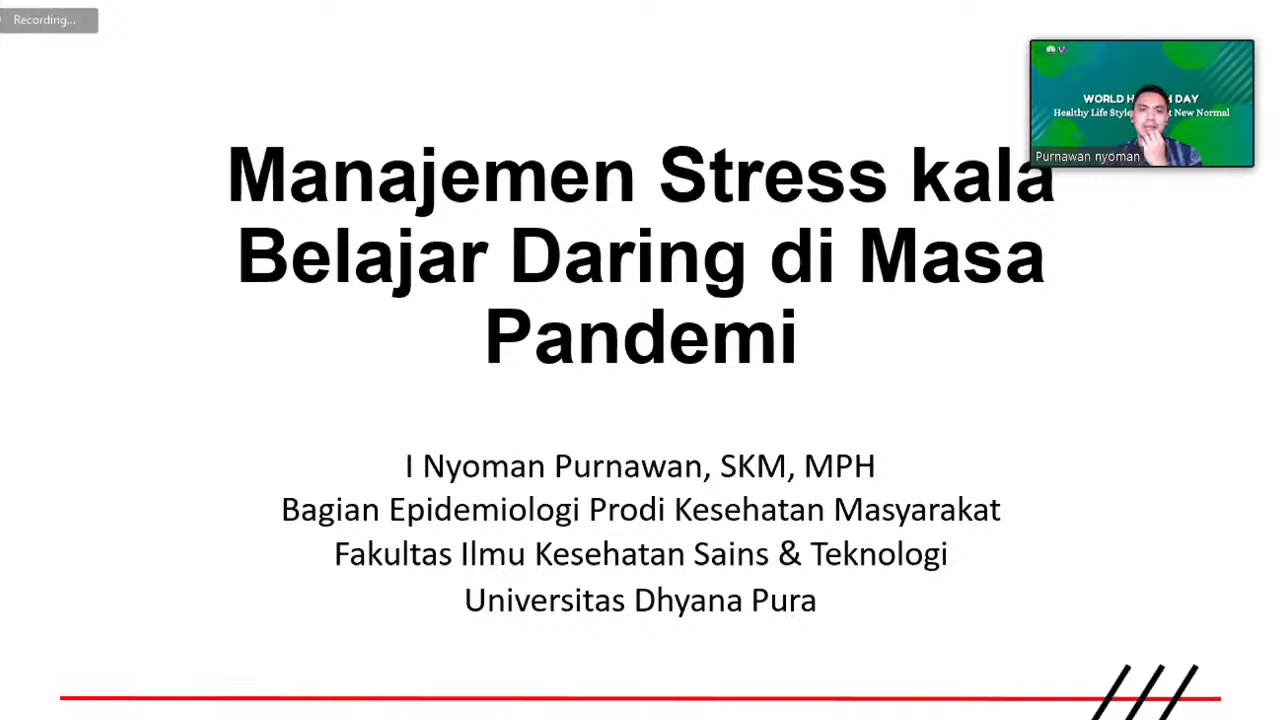 Recording...
WORLD H H DAY
Healthy Life Style New Normal
Purnawan nyoman
Manajemen Stress kala
Belajar Daring di Masa
Pandemi
I Nyoman Purnawan, SKM, MPH
Bagian Epidemiologi Prodi Kesehatan Masyarakat
Fakultas Ilmu Kesehatan Sains & Teknologi
Universitas Dhyana Pura